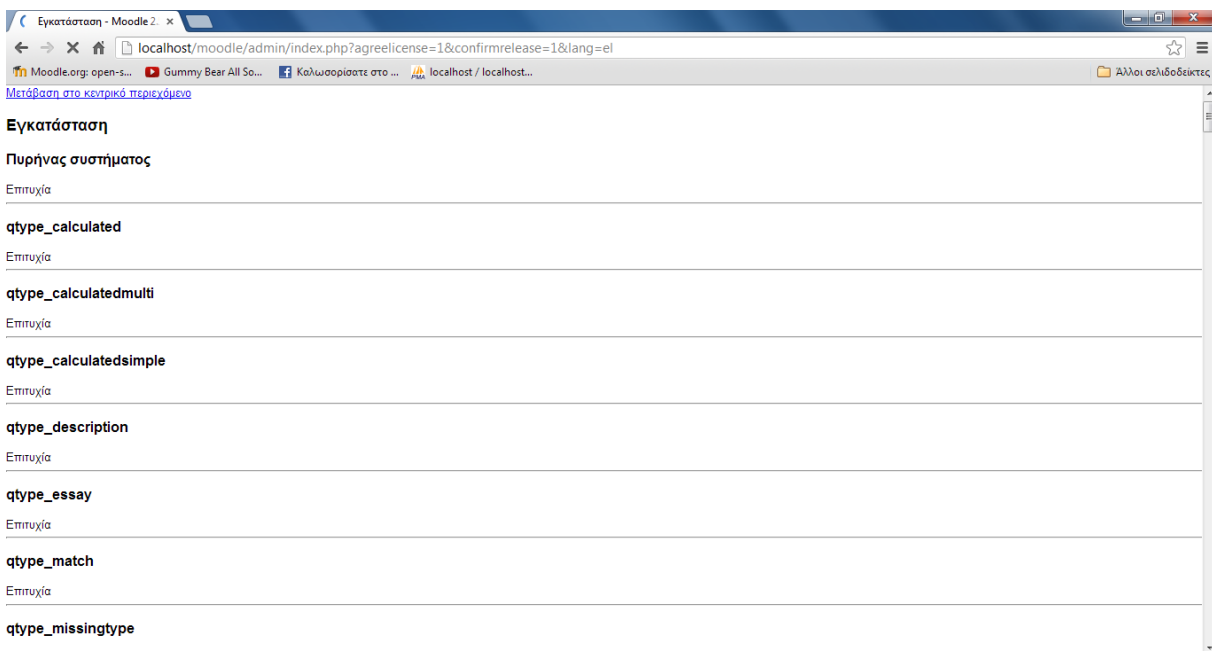 Εγκατάσταση - Moodle 2.
localhost/moodle/admin/index.php?agreelicense=1&confirmrelease=1&lang=el
Moodle.org: open-s... Gummy Bear All So... Καλωσορίσατε στο ... localhost / localhost... Άλλοι σελιδοδείκτες
Μετάβαση στο κεντρικό περιεχόμενο
Εγκατάσταση
Πυρήνας συστήματος
Επιτυχία
qtype_calculated
Επιτυχία
qtype_calculatedmulti
Επιτυχία
qtype_calculatedsimple
Επιτυχία
qtype_description
Επιτυχία
qtype_essay
Επιτυχία
qtype_match
Επιτυχία
qtype_missingtype